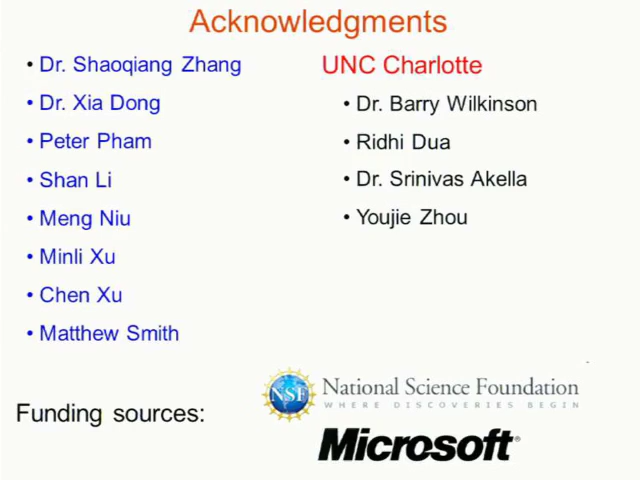 Acknowledgments
• Dr. Shaoqiang Zhang
• Dr. Xia Dong
• Peter Pham
• Shan Li
• Meng Niu
• Minli Xu
• Chen Xu
• Matthew Smith
UNC Charlotte
• Dr. Barry Wilkinson
• Ridhi Dua
• Dr. Srinivas Akella
• Youjie Zhou
Funding sources:
NSF
National Science Foundation
WHERE DISCOVERIES BEGIN
Microsoft®